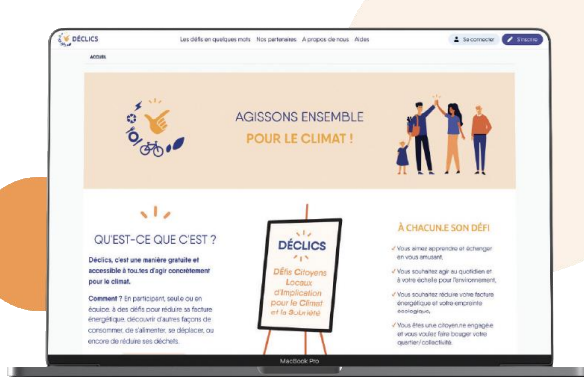 DÉCLICS
Les défis en quelques mots Nos partenaires A propos de nous Aides
Se connecter
S'inscrire
ACCUEIL
AGISSONS ENSEMBLE
POUR LE CLIMAT !
QU'EST-CE QUE C'EST ?
Déclics, c'est une manière gratuite et
accessible à tou.tes d'agir concrètement
pour le climat.
Comment ? En participant, seul.e ou en
équipe, à des défis pour réduire sa facture
énergétique, découvrir d'autres façons de
consommer, de s'alimenter, se déplacer, ou
encore de réduire ses déchets.
DÉCLICS
DÉfis Citoyens
Locaux
d'Implication
pour le Climat
et la Sobriété
À CHACUN.E SON DÉFI
✓ Vous aimez apprendre et échanger
en vous amusant,
✓ Vous souhaitez agir au quotidien et
à votre échelle pour l'environnement,
✓ Vous souhaitez réduire votre facture
énergétique et votre empreinte
écologique,
✓ Vous êtes un.e citoyen.ne engagé.e
et vous voulez faire bouger votre
quartier/collectivité.
MacBook Pro